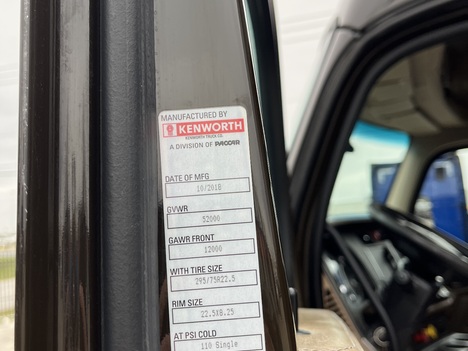 MANUFACTURED BY
KENWORTH
KENWORTH TRUCK CO.
A DIVISION OF PACCAR
DATE OF MFG
10/2018
GVWR
52000
GAWR FRONT
12000
WITH TIRE SIZE
295/75R22.5
RIM SIZE
22.5X8.25
AT PSI COLD
110 Single